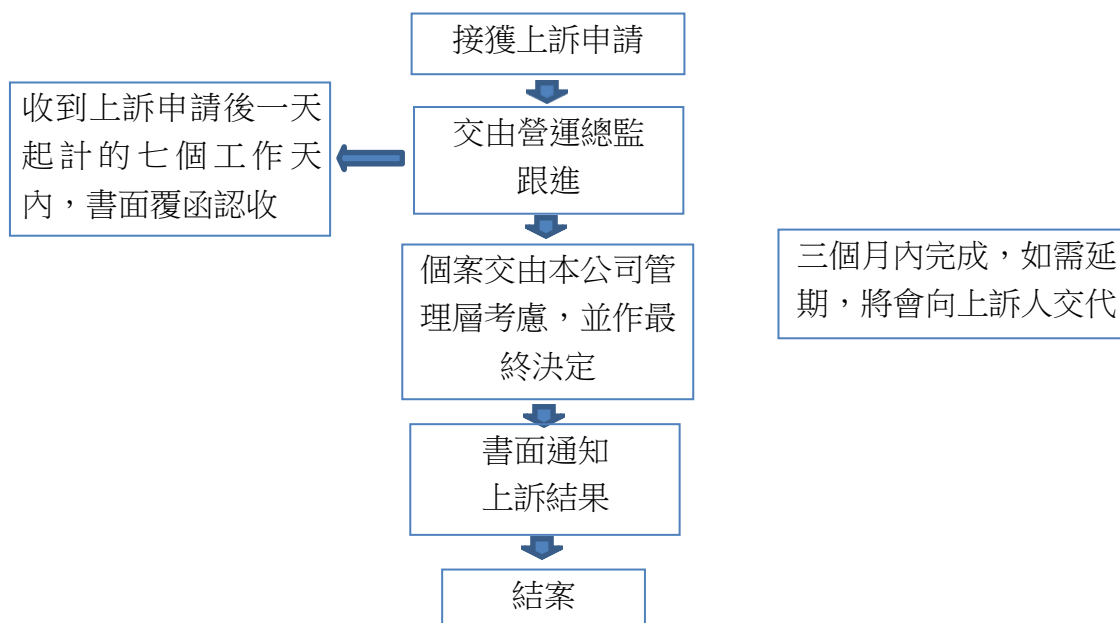 接獲上訴申請
收到上訴申請後一天
起計的七個工作天
內，書面覆函認收
交由營運總監
跟進
個案交由本公司管
理層考慮，並作最
終決定
三個月內完成，如需延
期，將會向上訴人交代
書面通知
上訴結果
結案